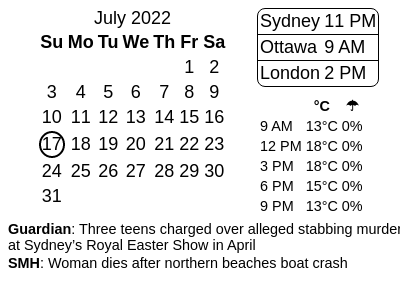 July 2022
Su Mo Tu We Th Fr Sa
1 2
3 4 5 6 7 8 9
10 11 12 13 14 15 16
17 18 19 20 21 22 23
24 25 26 27 28 29 30
31
Sydney 11 PM
Ottawa 9 AM
London 2 PM
°C ☂
9 AM 13°C 0%
12 PM 18°C 0%
3 PM 18°C 0%
6 PM 15°C 0%
9 PM 13°C 0%
Guardian: Three teens charged over alleged stabbing murder
at Sydney's Royal Easter Show in April
SMH: Woman dies after northern beaches boat crash